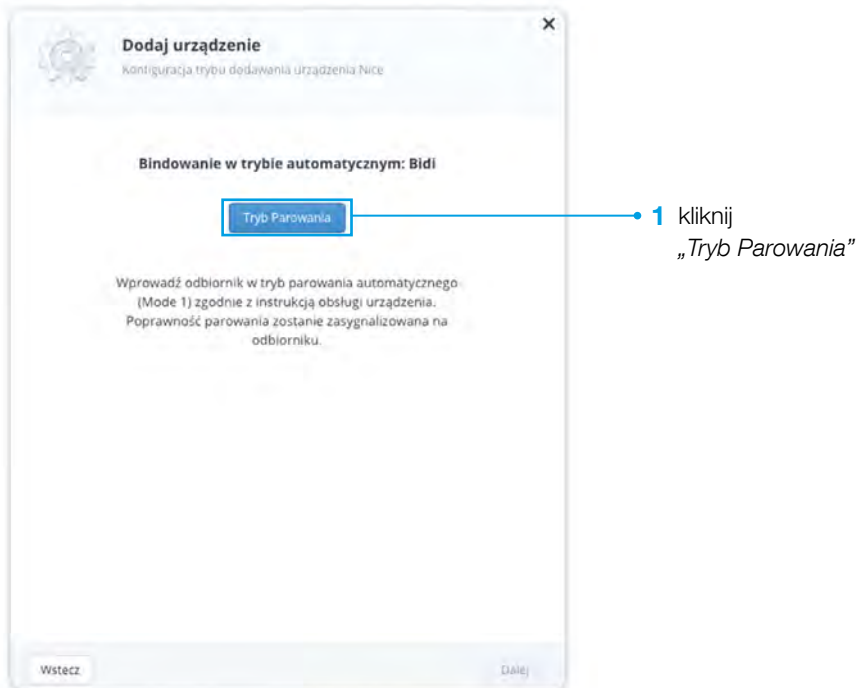 Dodaj urządzenie
Konfiguracja trybu dodawania urządzenia Nice
Bindowanie w trybie automatycznym: Bidi
Tryb Parowania
1 kliknij
„Tryb Parowania”
Wprowadź odbiornik w tryb parowania automatycznego
(Mode 1) zgodnie z instrukcją obsługi urządzenia.
Poprawność parowania zostanie zasygnalizowana na
odbiorniku.
Wstecz
Dalej